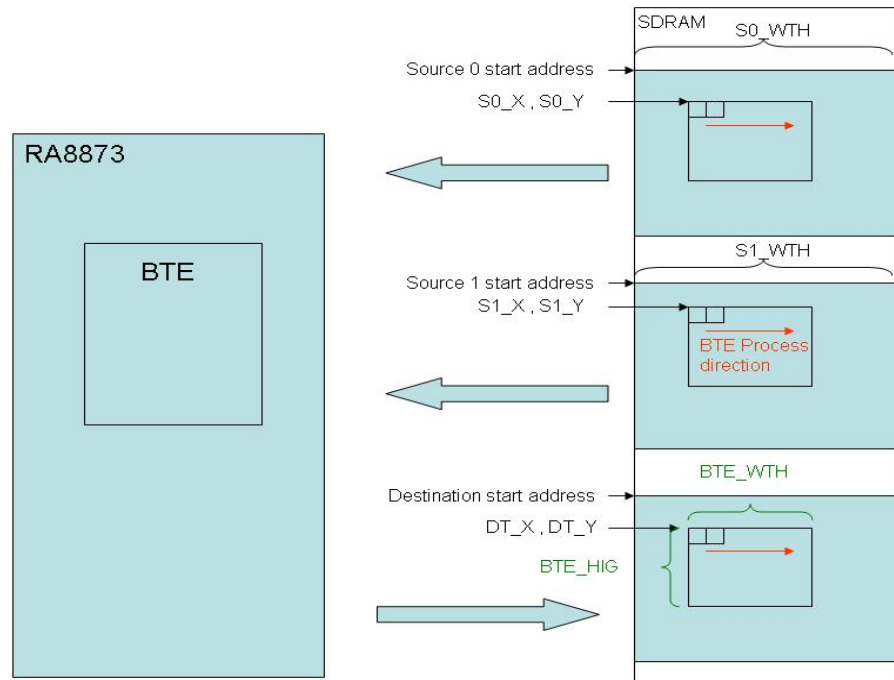 SDRAM
S0_WTH
Source 0 start address
S0_X , S0_Y
RA8873
BTE
S1_WTH
Source 1 start address
S1_X , S1_Y
BTE Process
direction
BTE_WTH
Destination start address
DT_X , DT_Y
BTE_HIG